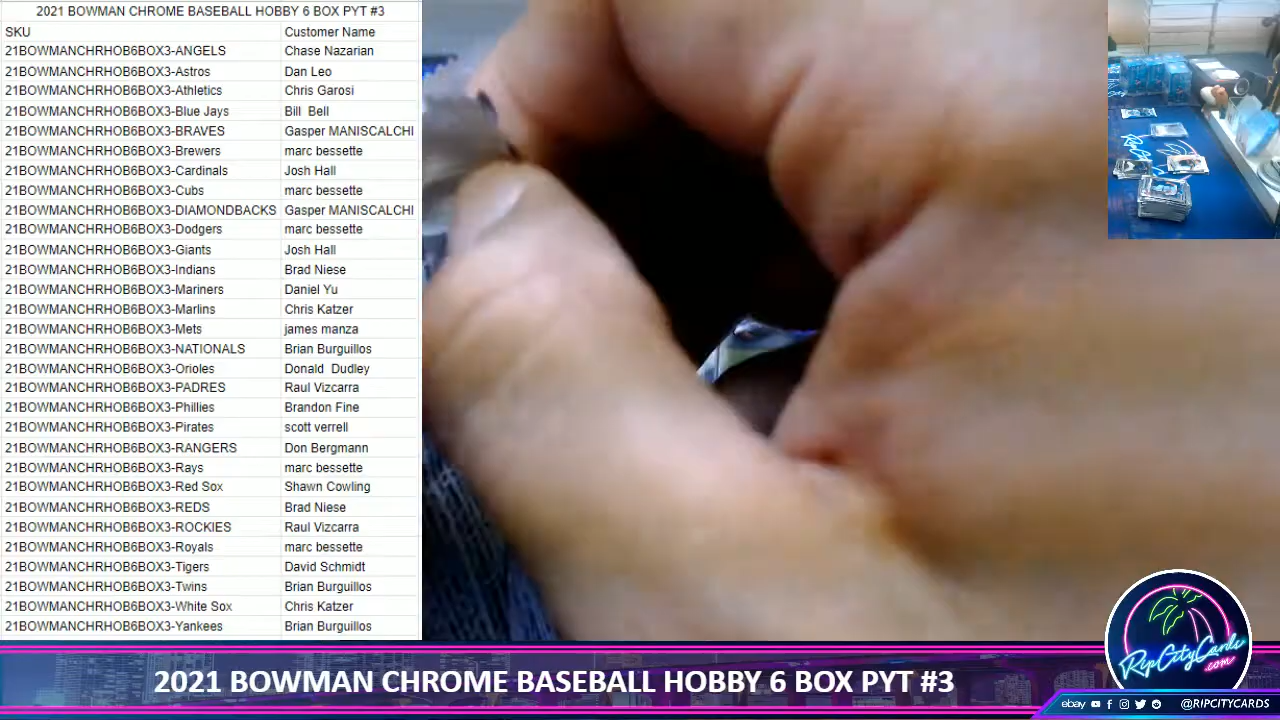 2021 BOWMAN CHROME BASEBALL HOBBY 6 BOX PYT #3
SKU Customer Name
21BOWMANCHRHOB6BOX3-ANGELS Chase Nazarian
21BOWMANCHRHOB6BOX3-Astros Dan Leo
21BOWMANCHRHOB6BOX3-Athletics Chris Garosi
21BOWMANCHRHOB6BOX3-Blue Jays Bill Bell
21BOWMANCHRHOB6BOX3-BRAVES Gasper MANISCALCHI
21BOWMANCHRHOB6BOX3-Brewers marc bessette
21BOWMANCHRHOB6BOX3-Cardinals Josh Hall
21BOWMANCHRHOB6BOX3-Cubs marc bessette
21BOWMANCHRHOB6BOX3-DIAMONDBACKS Gasper MANISCALCHI
21BOWMANCHRHOB6BOX3-Dodgers marc bessette
21BOWMANCHRHOB6BOX3-Giants Josh Hall
21BOWMANCHRHOB6BOX3-Indians Brad Niese
21BOWMANCHRHOB6BOX3-Mariners Daniel Yu
21BOWMANCHRHOB6BOX3-Marlins Chris Katzer
21BOWMANCHRHOB6BOX3-Mets james manza
21BOWMANCHRHOB6BOX3-NATIONALS Brian Burguillos
21BOWMANCHRHOB6BOX3-Orioles Donald Dudley
21BOWMANCHRHOB6BOX3-PADRES Raul Vizcarra
21BOWMANCHRHOB6BOX3-Phillies Brandon Fine
21BOWMANCHRHOB6BOX3-Pirates scott verrell
21BOWMANCHRHOB6BOX3-RANGERS Don Bergmann
21BOWMANCHRHOB6BOX3-Rays marc bessette
21BOWMANCHRHOB6BOX3-Red Sox Shawn Cowling
21BOWMANCHRHOB6BOX3-REDS Brad Niese
21BOWMANCHRHOB6BOX3-ROCKIES Raul Vizcarra
21BOWMANCHRHOB6BOX3-Royals marc bessette
21BOWMANCHRHOB6BOX3-Tigers David Schmidt
21BOWMANCHRHOB6BOX3-Twins Brian Burguillos
21BOWMANCHRHOB6BOX3-White Sox Chris Katzer
21BOWMANCHRHOB6BOX3-Yankees Brian Burguillos
2021 BOWMAN CHROME BASEBALL HOBBY 6 BOX PYT #3
RipCityCards
.com
ebay @RIPCITYCARDS